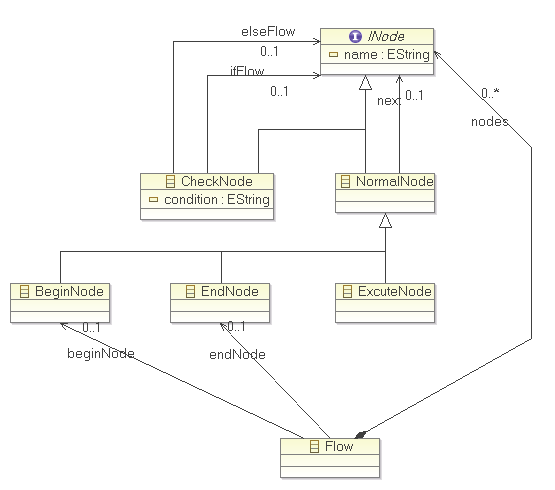 elseFlow
0..1
INode
name : EString
ifFlow
0..1
next
0..1
0..*
nodes
CheckNode
condition : EString
NormalNode
BeginNode
EndNode
ExcuteNode
0..1
beginNode
0..1
endNode
Flow